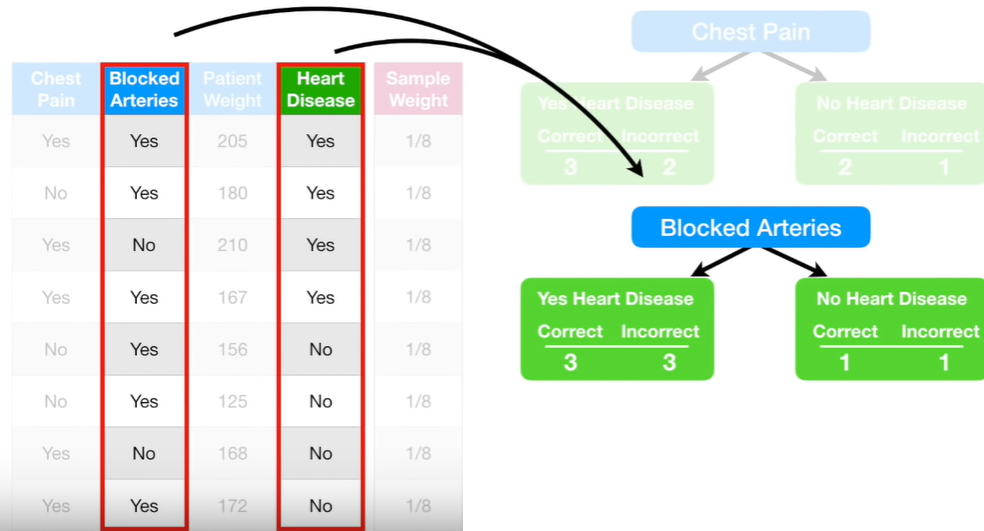 Chest Pain
Blocked Arteries
Patient Weight
Heart Disease
Sample Weight
Yes Yes 205 Yes 1/8
No Yes 180 Yes 1/8
Yes No 210 Yes 1/8
Yes Yes 167 Yes 1/8
No Yes 156 No 1/8
No Yes 125 No 1/8
Yes No 168 No 1/8
Yes Yes 172 No 1/8
Chest Pain
Yes Heart Disease
Correct Incorrect
3 2
No Heart Disease
Correct Incorrect
2 1
Blocked Arteries
Yes Heart Disease
Correct Incorrect
3 3
No Heart Disease
Correct Incorrect
1 1